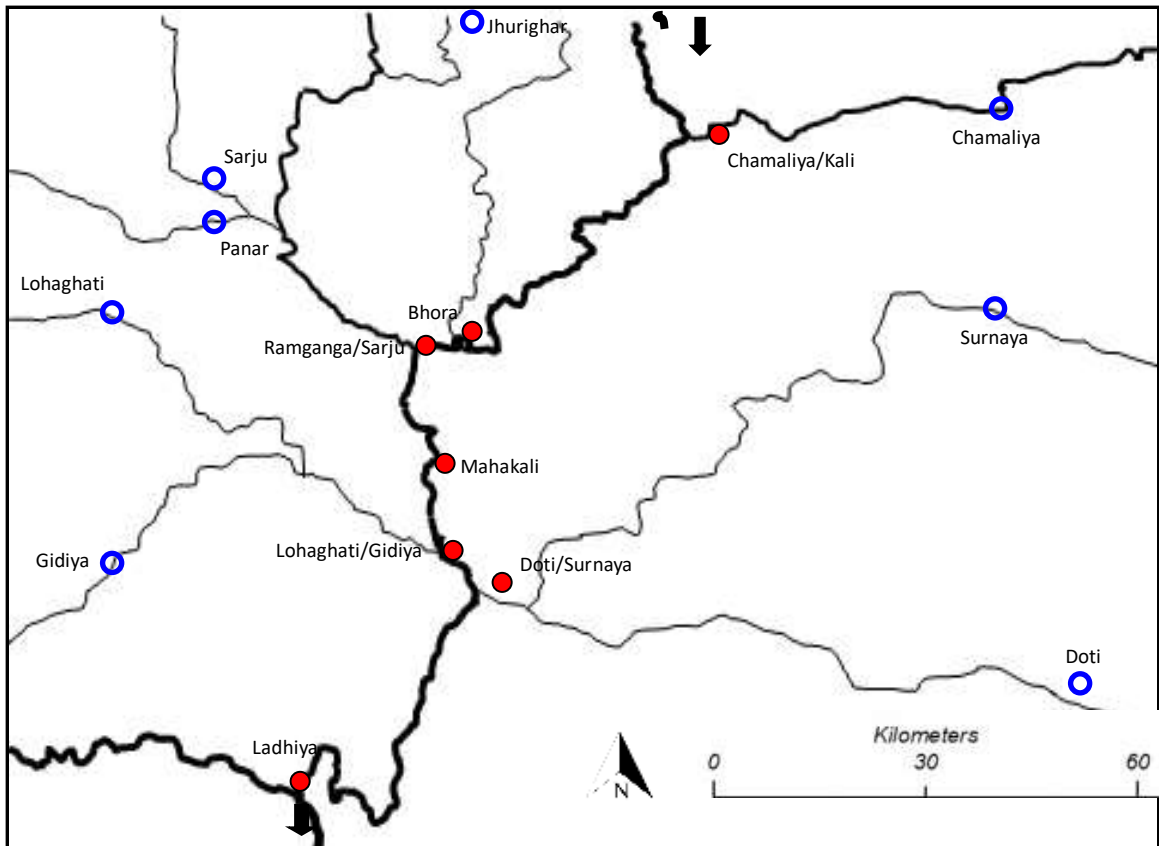 Jhurighar
Chamaliya
Sarju
Chamaliya/Kali
Panar
Lohaghati
Bhora
Ramganga/Sarju
Surnaya
Mahakali
Lohaghati/Gidiya
Gidiya
Doti/Surnaya
Doti
Ladhiya
Kilometers
0 30 60
N